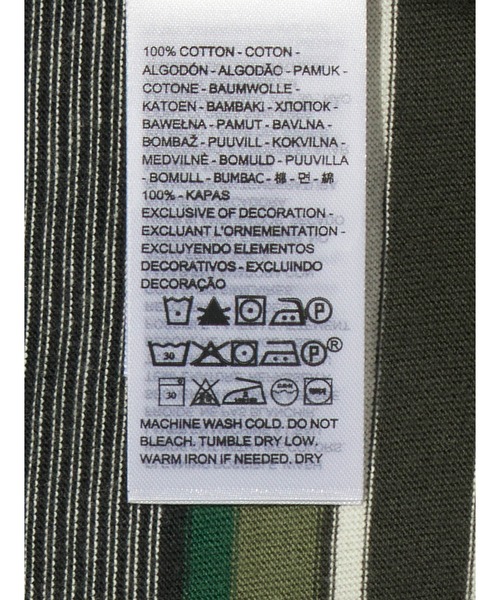 100% COTTON - COTON -
ALGODÓN - ALGODÃO - PAMUK -
COTONE - BAUMWOLLE -
KATOEN - BAMBAKI - ХЛОПОК -
BAWEŁNA - PAMUT - BAVLNA -
BOMBAŽ - PUUVILL - KOKVILNA -
MEDVILNĖ - BOMULD - PUUVILLA
- BOMULL - BUMBAC - 棉 - 면 - 綿
100% - KAPAS
EXCLUSIVE OF DECORATION -
EXCLUANT L'ORNEMENTATION -
EXCLUYENDO ELEMENTOS
DECORATIVOS - EXCLUINDO
DECORAÇÃO
P
30 P®
30
MACHINE WASH COLD. DO NOT
BLEACH. TUMBLE DRY LOW.
WARM IRON IF NEEDED. DRY